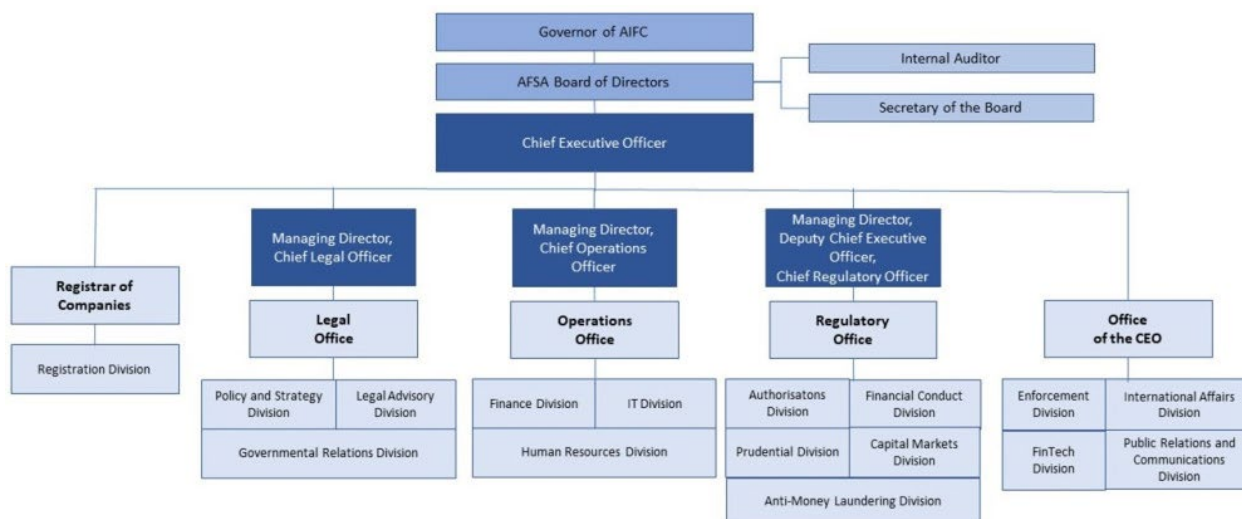 Governor of AIFC
AFSA Board of Directors
Internal Auditor
Secretary of the Board
Chief Executive Officer
Managing Director,
Chief Legal Officer
Managing Director,
Chief Operations
Officer
Managing Director,
Deputy Chief Executive
Officer,
Chief Regulatory Officer
Registrar of
Companies
Legal
Office
Operations
Office
Regulatory
Office
Office
of the CEO
Registration Division
Policy and Strategy
Division
Legal Advisory
Division
Governmental Relations Division
Finance Division
IT Division
Human Resources Division
Authorisatons
Division
Financial Conduct
Division
Prudential Division
Capital Markets
Division
Anti-Money Laundering Division
Enforcement
Division
International Affairs
Division
FinTech
Division
Public Relations and
Communications
Division